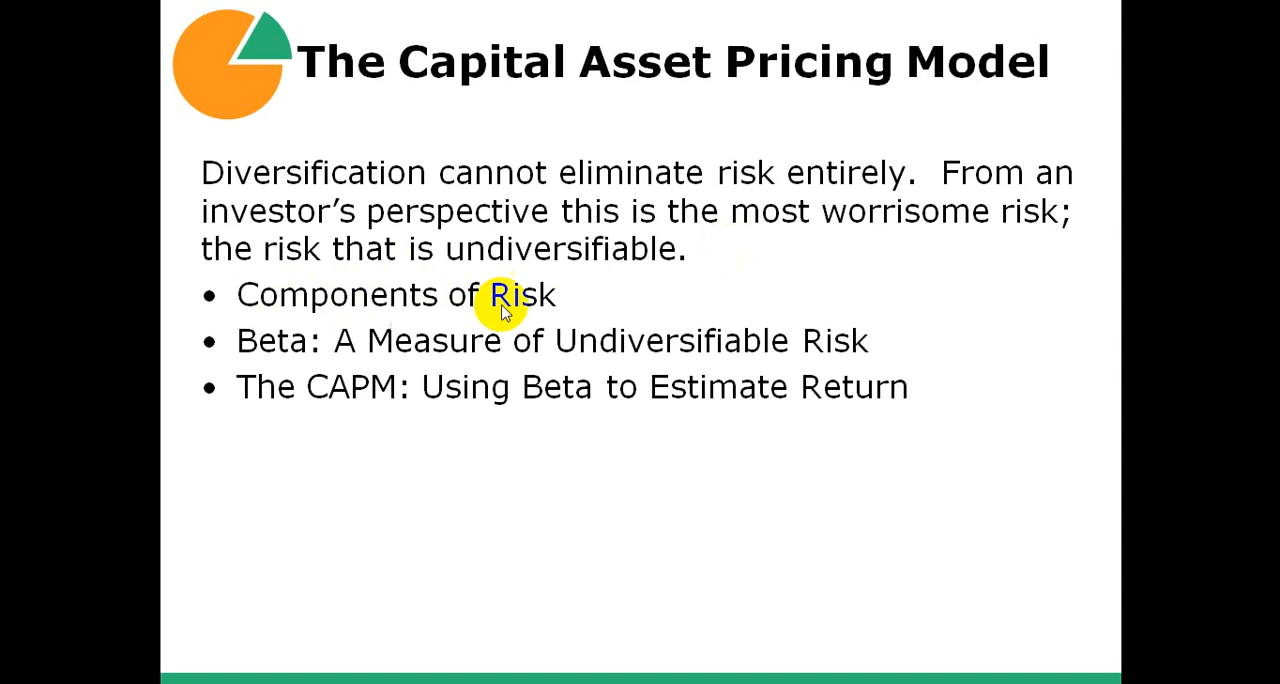 The Capital Asset Pricing Model
Diversification cannot eliminate risk entirely.  From an
investor’s perspective this is the most worrisome risk;
the risk that is undiversifiable.
• Components of Risk
• Beta: A Measure of Undiversifiable Risk
• The CAPM: Using Beta to Estimate Return